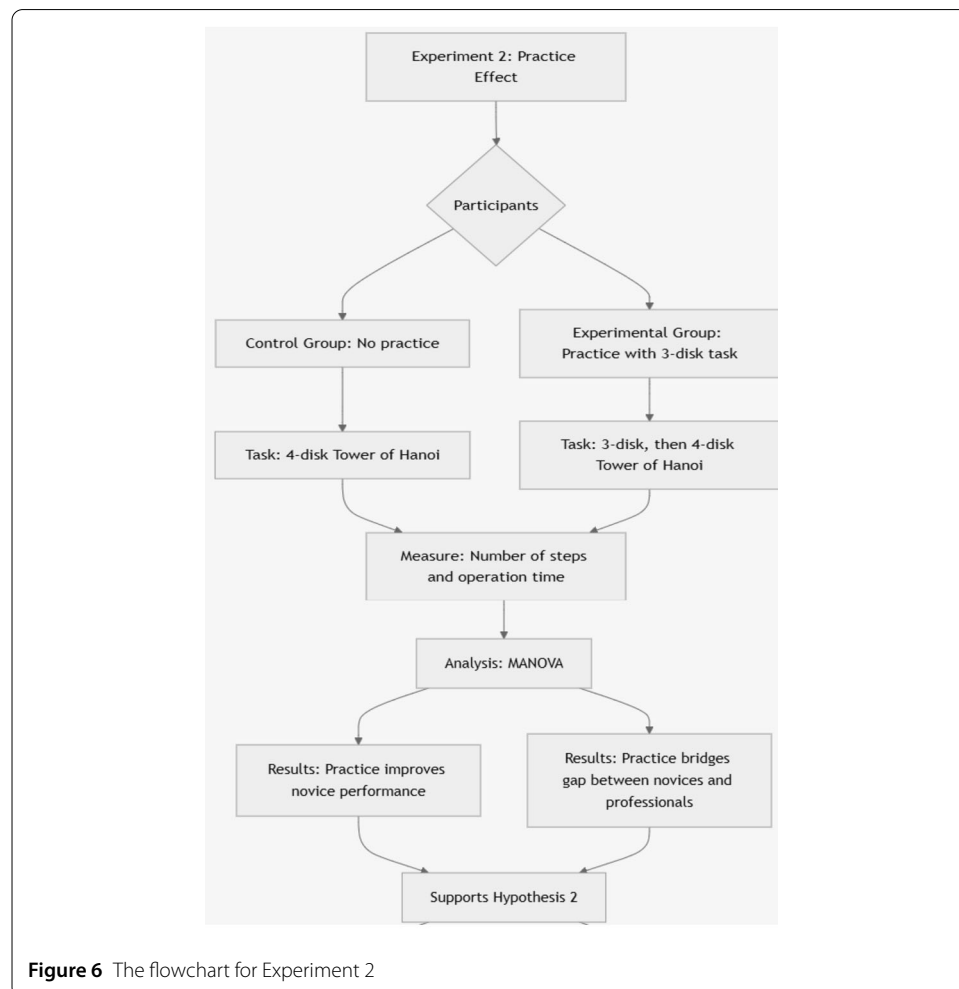 Experiment 2: Practice
Effect
Participants
Control Group: No practice
Experimental Group:
Practice with 3-disk task
Task: 4-disk Tower of Hanoi
Task: 3-disk, then 4-disk
Tower of Hanoi
Measure: Number of steps
and operation time
Analysis: MANOVA
Results: Practice improves
novice performance
Results: Practice bridges
gap between novices and
professionals
Supports Hypothesis 2
Figure 6 The flowchart for Experiment 2